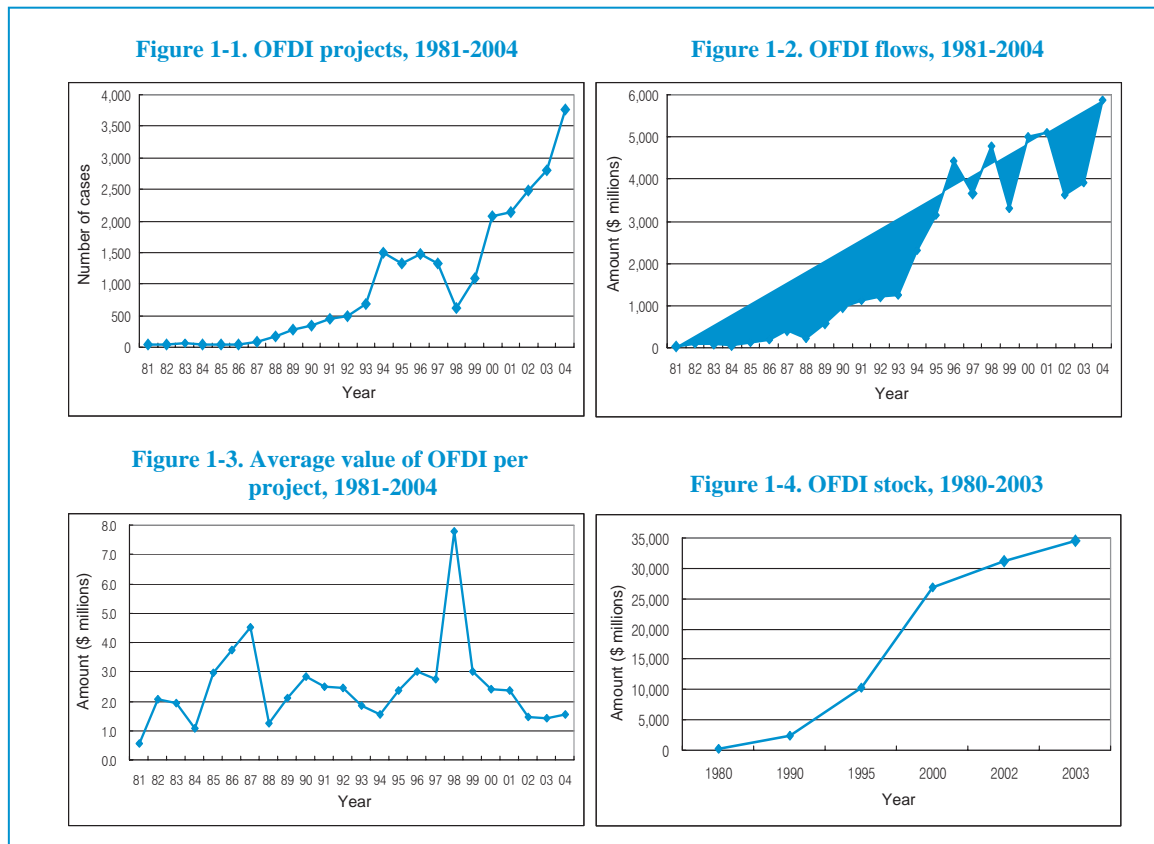 Figure 1-1. OFDI projects, 1981-2004
4,000
3,500
3,000
2,500
2,000
1,500
1,000
500
0
Number of cases
81 82 83 84 85 86 87 88 89 90 91 92 93 94 95 96 97 98 99 00 01 02 03 04
Year
Figure 1-2. OFDI flows, 1981-2004
6,000
5,000
4,000
3,000
2,000
1,000
0
Amount ($ millions)
81 82 83 84 85 86 87 88 89 90 91 92 93 94 95 96 97 98 99 00 01 02 03 04
Year
Figure 1-3. Average value of OFDI per
project, 1981-2004
8.0
7.0
6.0
5.0
4.0
3.0
2.0
1.0
0.0
Amount ($ millions)
81 82 83 84 85 86 87 88 89 90 91 92 93 94 95 96 97 98 99 00 01 02 03 04
Year
Figure 1-4. OFDI stock, 1980-2003
35,000
30,000
25,000
20,000
15,000
10,000
5,000
0
Amount ($ millions)
1980 1990 1995 2000 2002 2003
Year